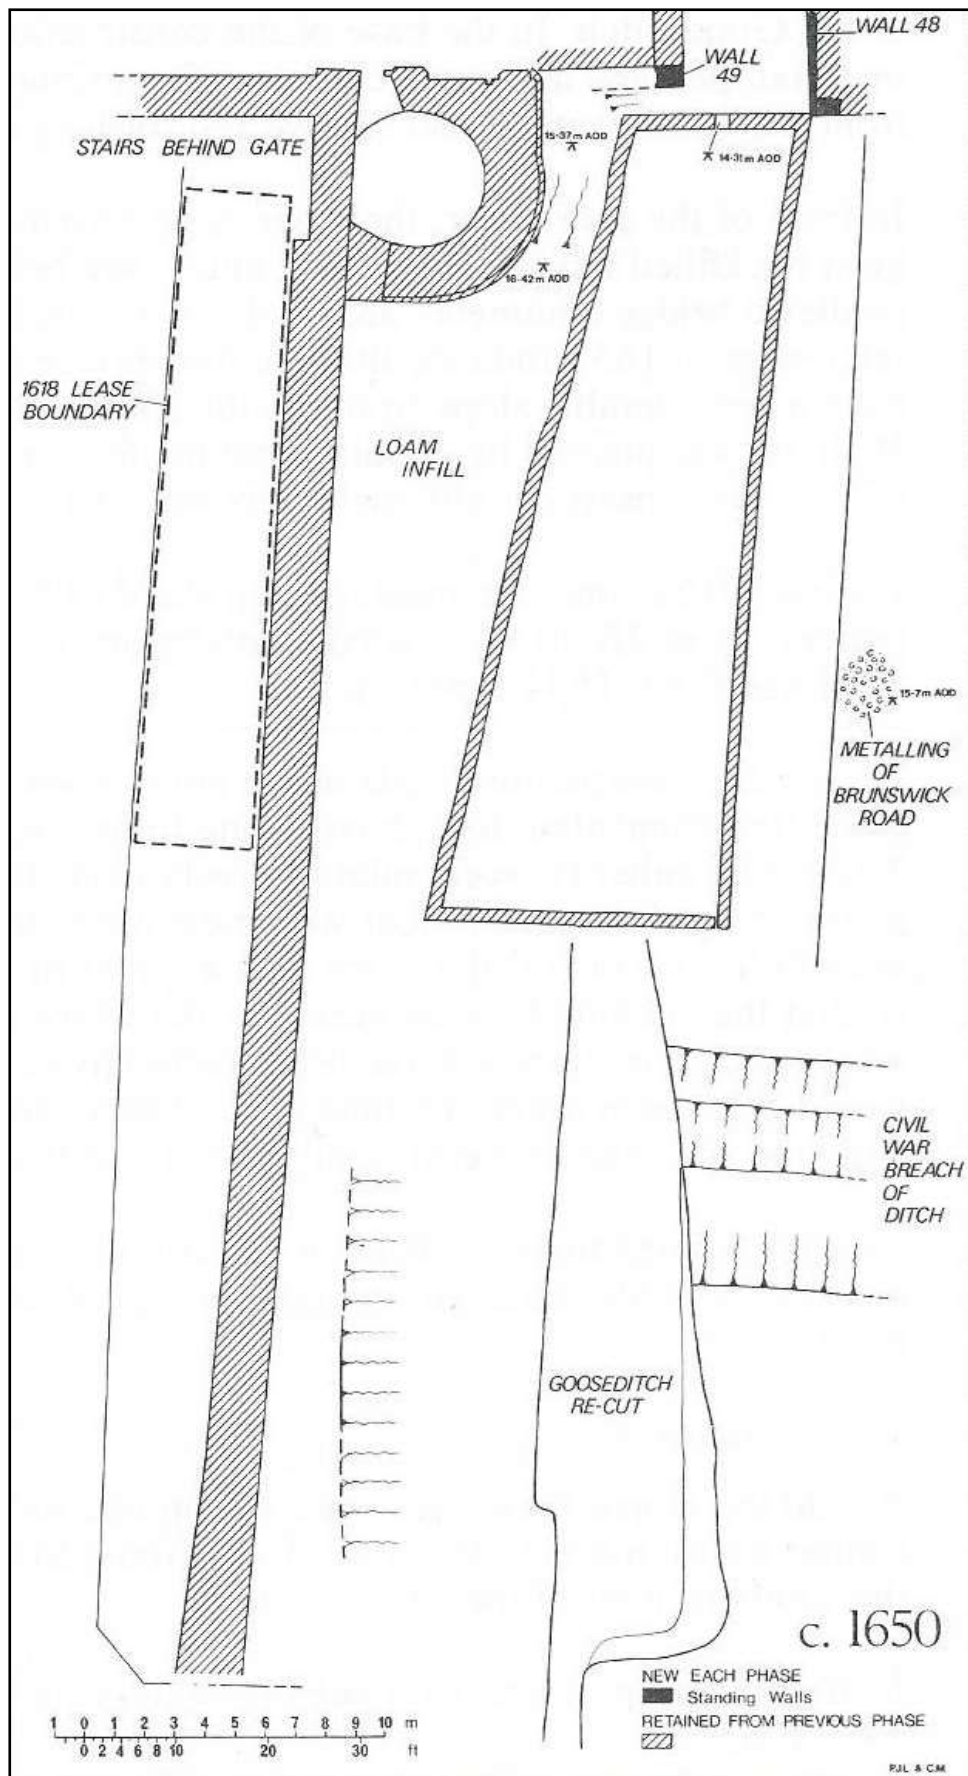 WALL 48
WALL
49
STAIRS BEHIND GATE
15·37m AOD
14·31m AOD
16·42m AOD
1618 LEASE
BOUNDARY
LOAM
INFILL
15·7m AOD
METALLING
OF
BRUNSWICK
ROAD
CIVIL
WAR
BREACH
OF
DITCH
GOOSEDITCH
RE-CUT
c. 1650
NEW EACH PHASE
Standing Walls
RETAINED FROM PREVIOUS PHASE
1 0 1 2 3 4 5 6 7 8 9 10 m
0 2 4 6 8 10 20 30 ft
P.J.L. & C.M.